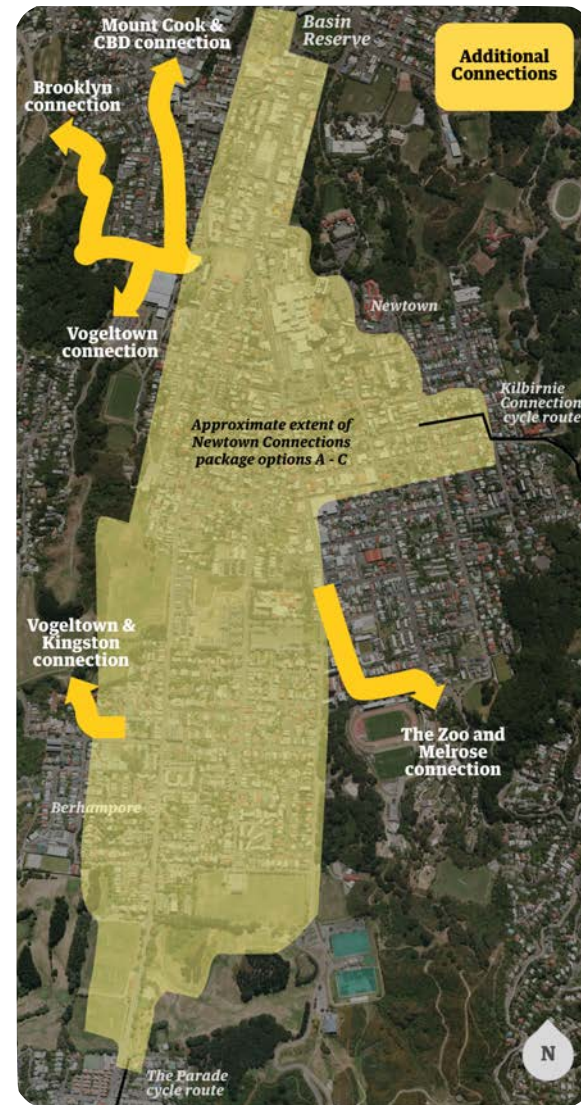 Mount Cook &
CBD connection
Basin
Reserve
Additional
Connections
Brooklyn
connection
Vogeltown
connection
Newtown
Kilbirnie
Connection
cycle route
Approximate extent of
Newtown Connections
package options A - C
Vogeltown &
Kingston
connection
The Zoo and
Melrose
connection
Berhampore
N
The Parade
cycle route